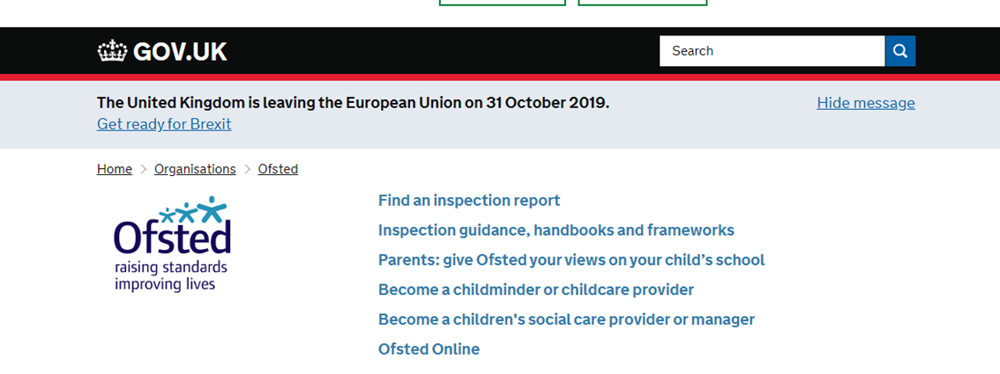 GOV.UK
Search
The United Kingdom is leaving the European Union on 31 October 2019.
Hide message
Get ready for Brexit
Home > Organisations > Ofsted
Ofsted
raising standards
improving lives
Find an inspection report
Inspection guidance, handbooks and frameworks
Parents: give Ofsted your views on your child’s school
Become a childminder or childcare provider
Become a children's social care provider or manager
Ofsted Online